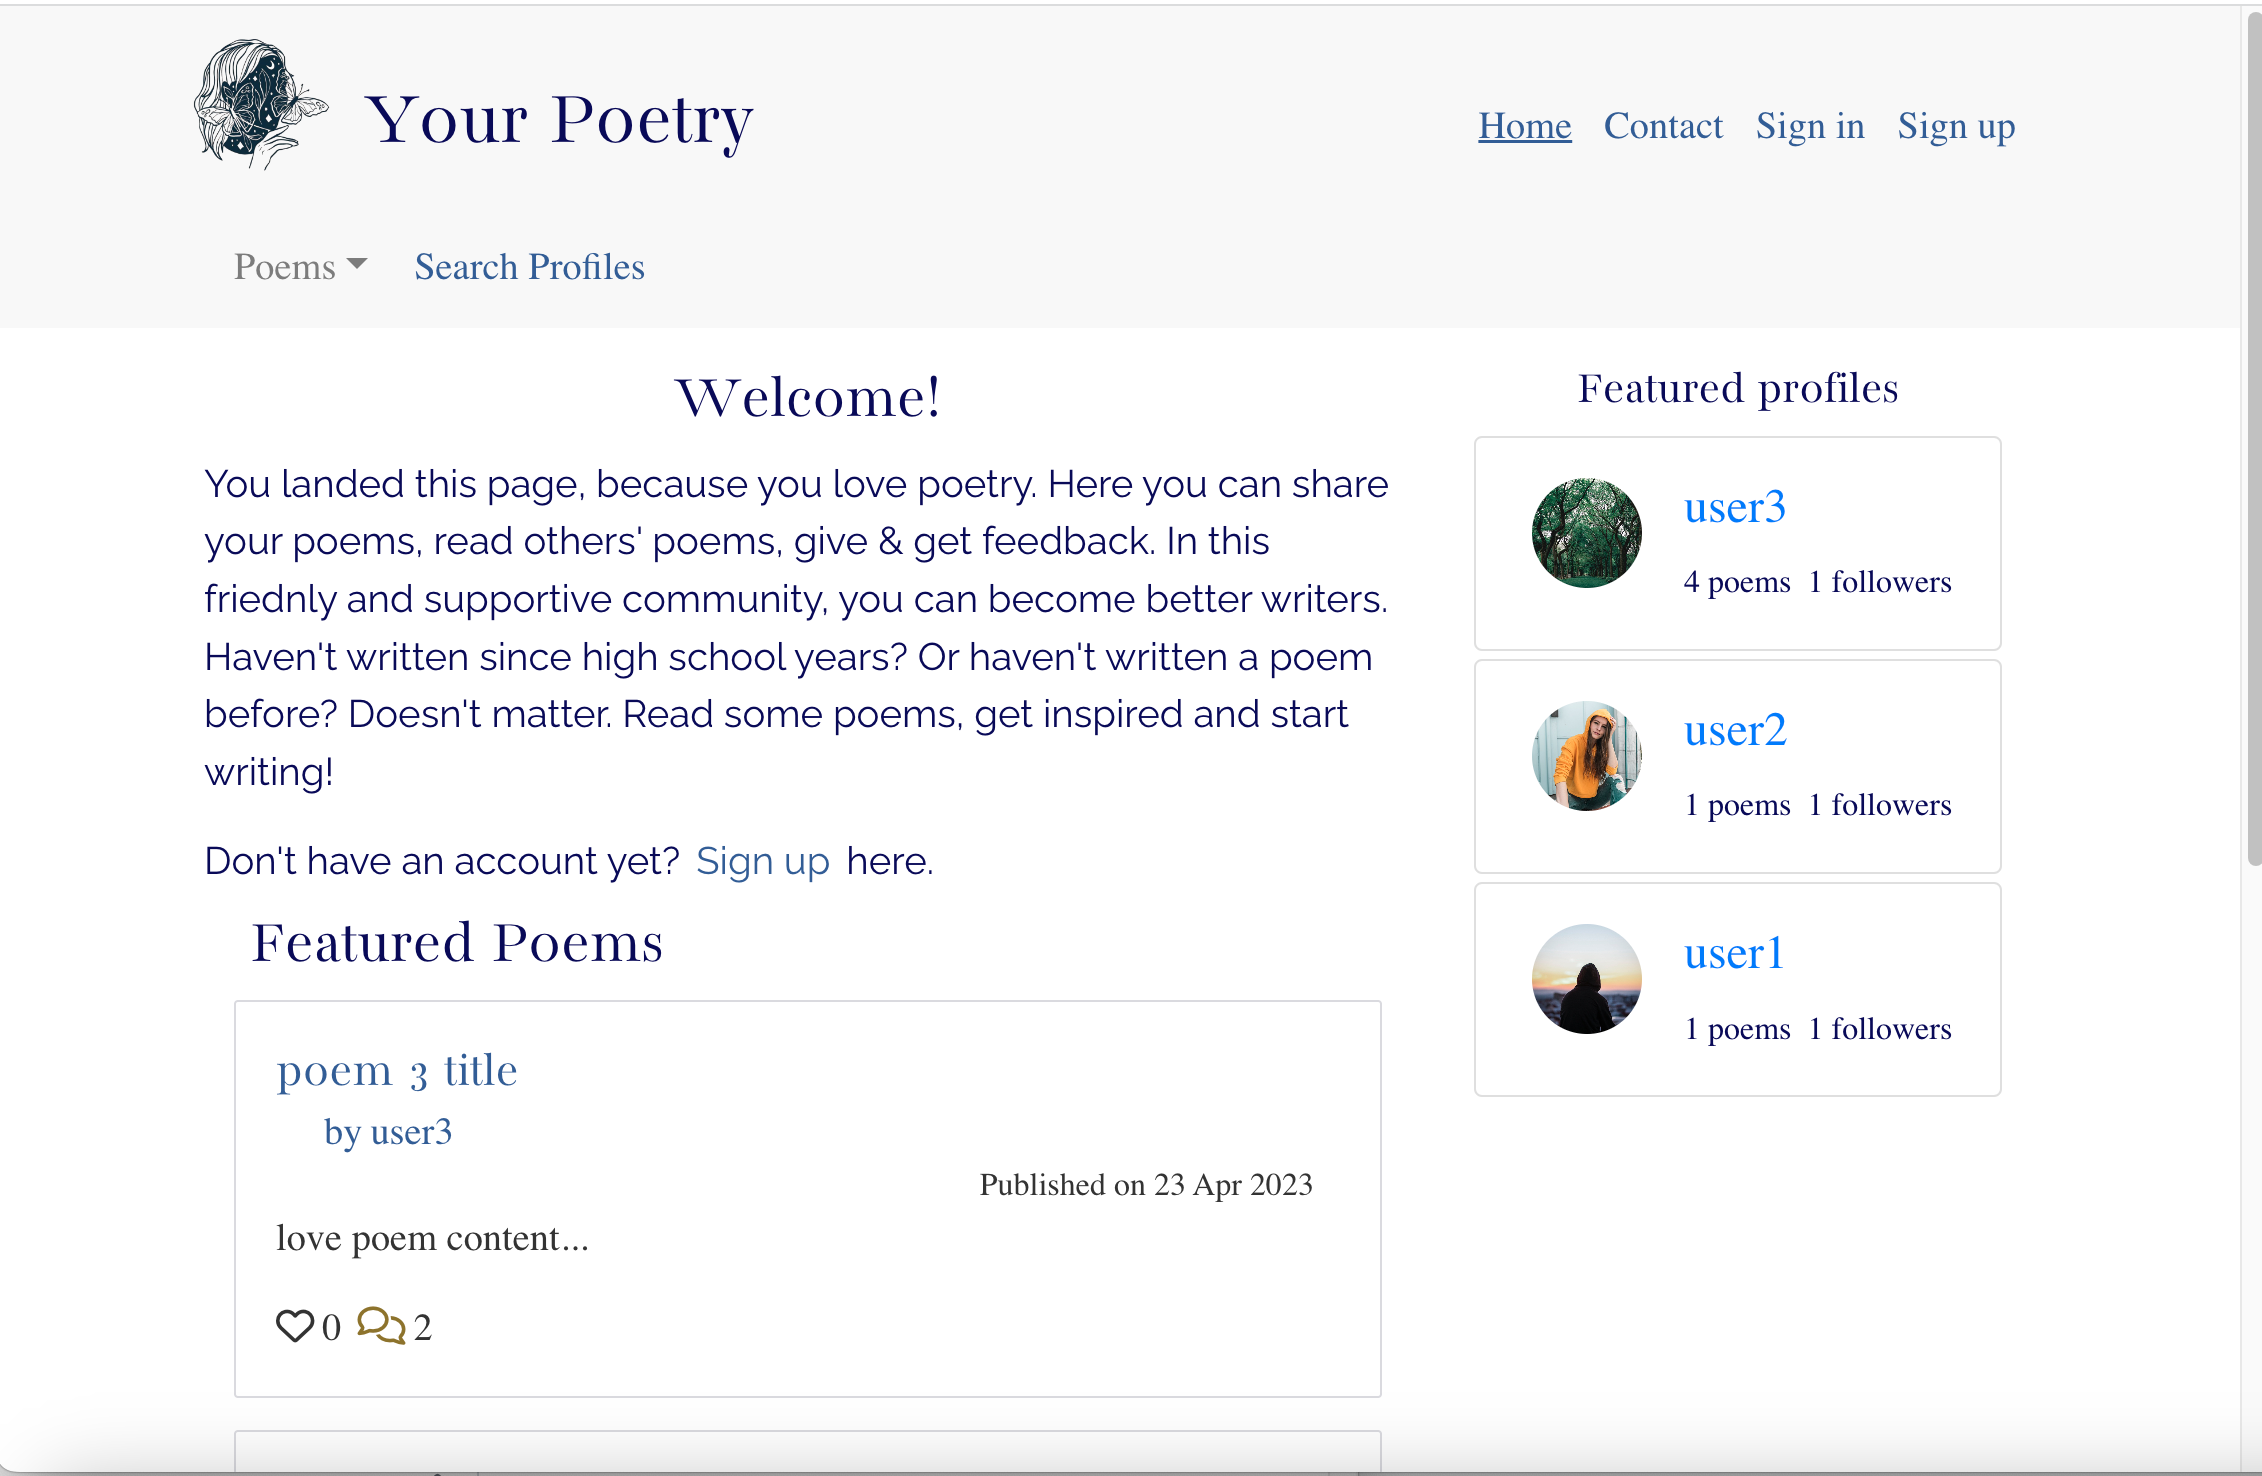 Your Poetry
Home Contact Sign in Sign up
Poems Search Profiles
Welcome!
You landed this page, because you love poetry. Here you can share
your poems, read others' poems, give & get feedback. In this
friednly and supportive community, you can become better writers.
Haven't written since high school years? Or haven't written a poem
before? Doesn't matter. Read some poems, get inspired and start
writing!
Don't have an account yet? Sign up here.
Featured Poems
poem 3 title
by user3
Published on 23 Apr 2023
love poem content...
0 2
Featured profiles
user3
4 poems 1 followers
user2
1 poems 1 followers
user1
1 poems 1 followers